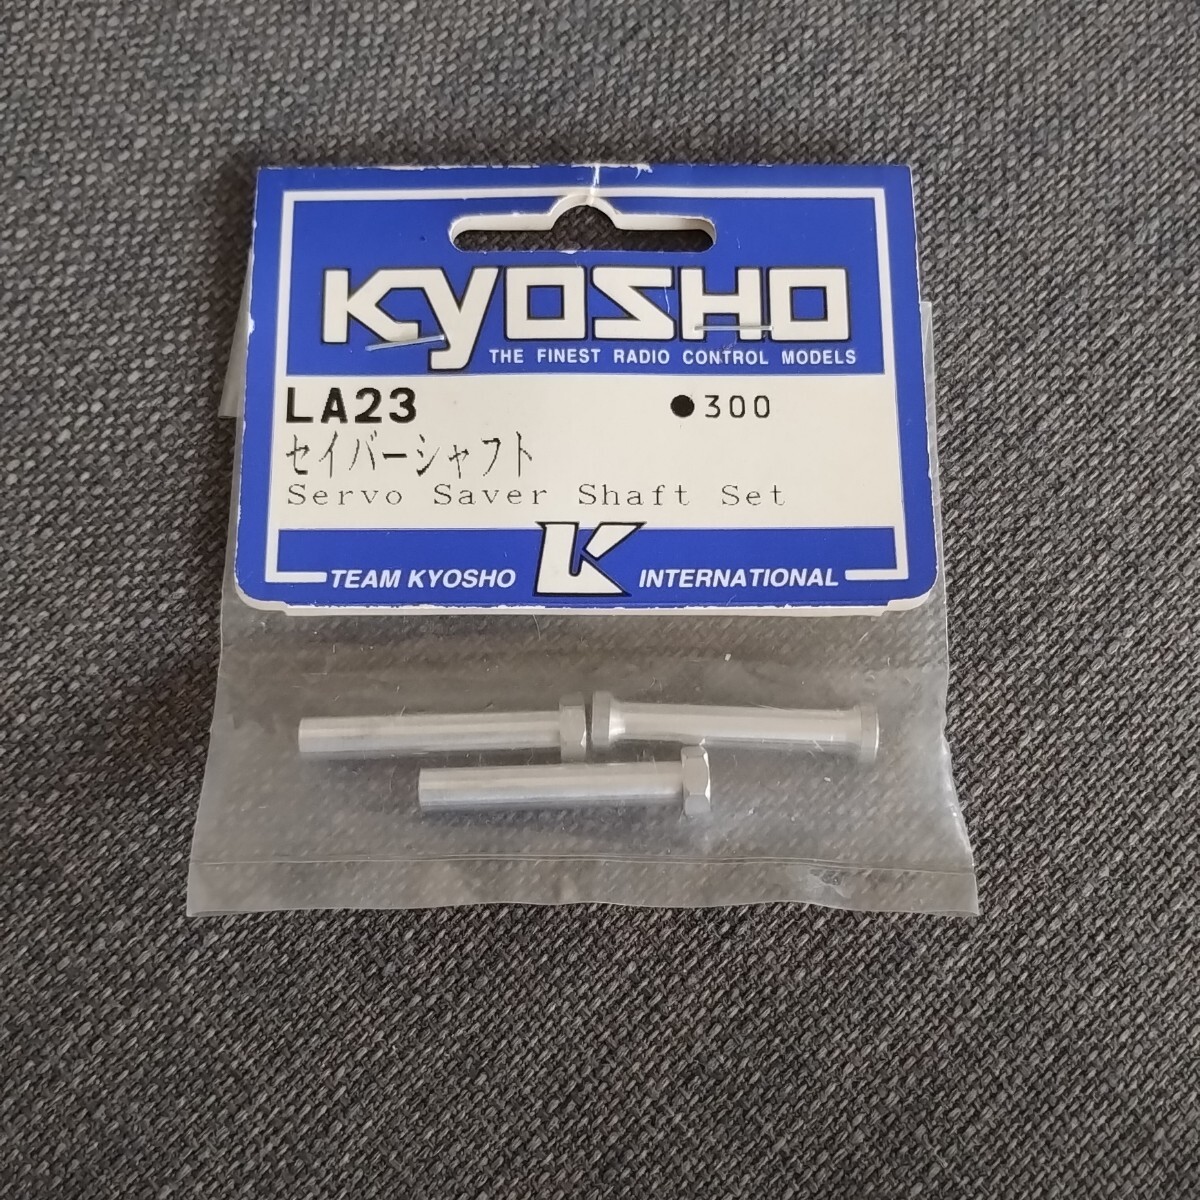 KYOSHO
THE FINEST RADIO CONTROL MODELS
LA23 ●300
セイバーシャフト
Servo Saver Shaft Set
TEAM KYOSHO K INTERNATIONAL